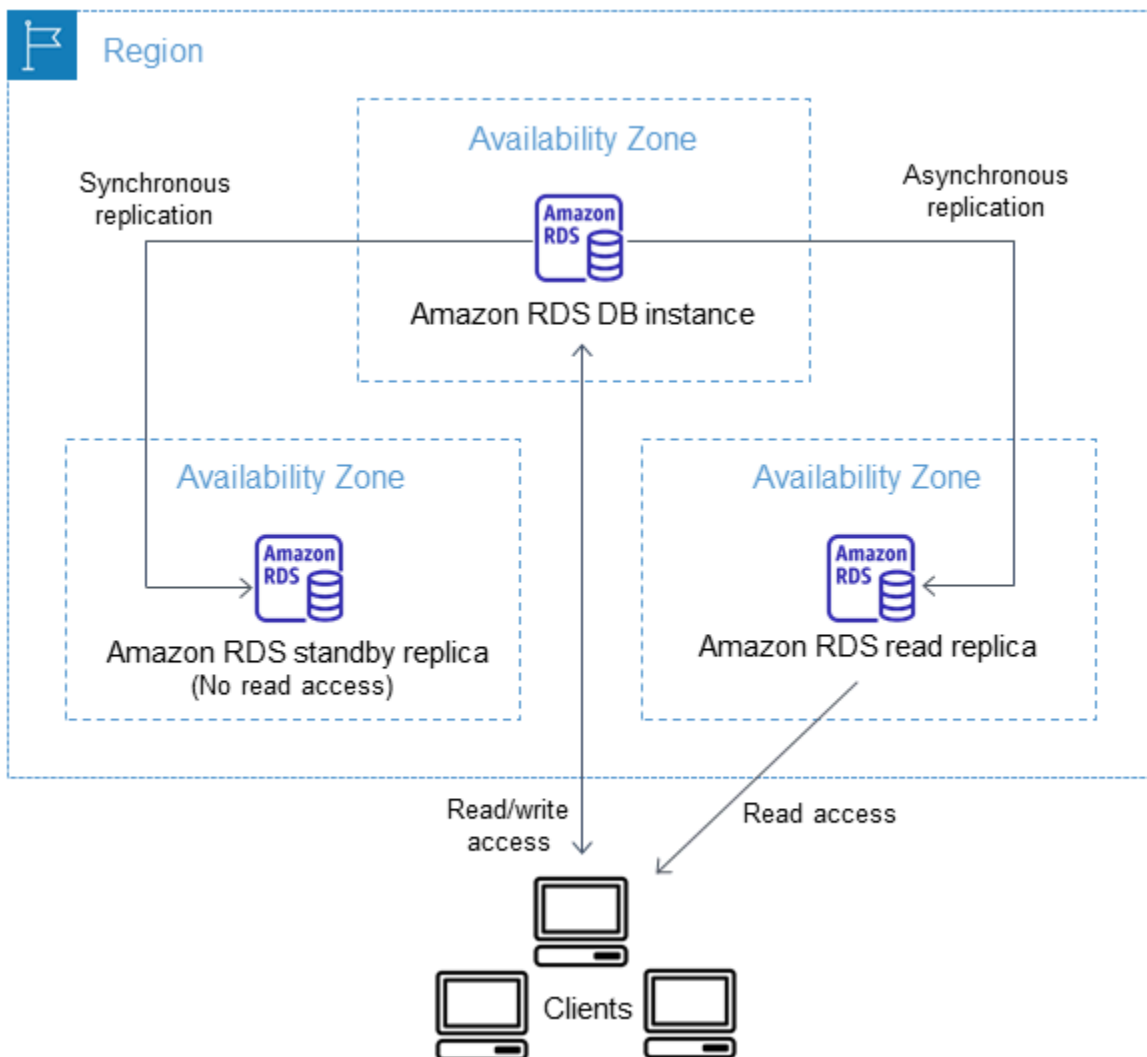 Region
Availability Zone
Synchronous
replication
Asynchronous
replication
Amazon
RDS
Amazon RDS DB instance
Availability Zone
Amazon
RDS
Amazon RDS standby replica
(No read access)
Availability Zone
Amazon
RDS
Amazon RDS read replica
Read/write
access
Read access
Clients